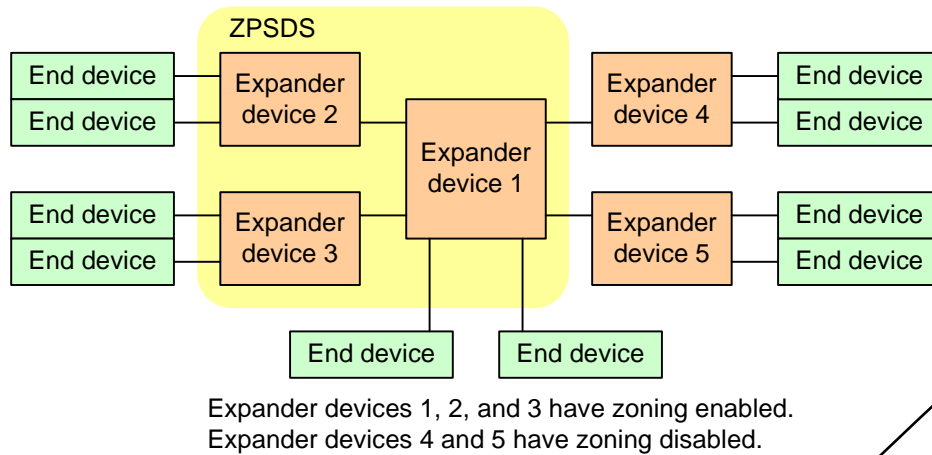 ZPSDS
End device
End device
Expander
device 2
Expander
device 1
Expander
device 4
End device
End device
End device
End device
Expander
device 3
Expander
device 5
End device
End device
End device
End device
Expander devices 1, 2, and 3 have zoning enabled.
Expander devices 4 and 5 have zoning disabled.